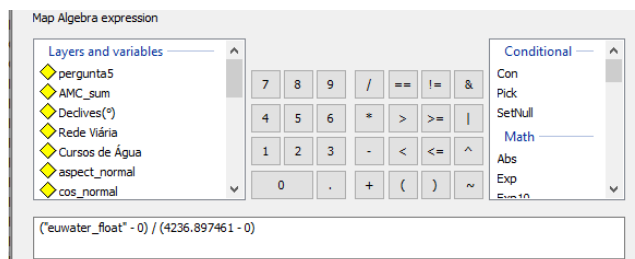 Map Algebra expression
Layers and variables
pergunta5
AMC_sum
Declives(º)
Rede Viária
Cursos de Água
aspect_normal
cos_normal
7 8 9 / == != &
4 5 6 * > >= |
1 2 3 - < <= ^
0 . + ( ) ~
Conditional
Con
Pick
SetNull
Math
Abs
Exp
Exp10
("euwater_float" - 0) / (4236.897461 - 0)